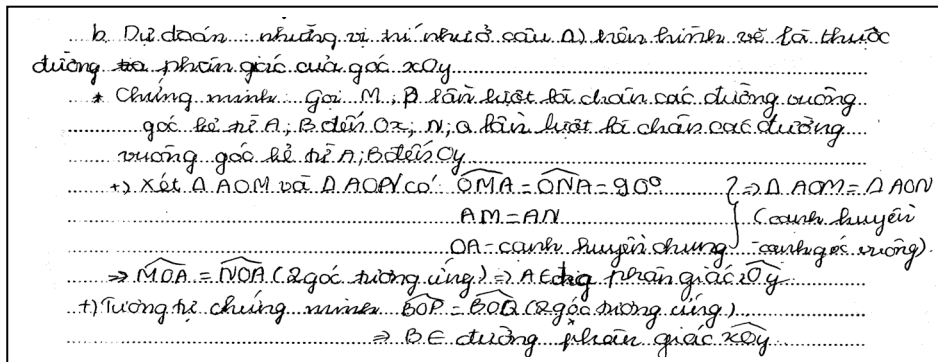 b. Dự đoán: những vị trí như ở câu a) trên hình vẽ là thuộc
đường phân giác của góc xOy
* Chứng minh: Gọi M; P lần lượt là chân các đường vuông
góc kẻ từ A; B đến Ox; N; Q lần lượt là chân các đường
vuông góc kẻ từ A; B đến Oy
+) Xét Δ AOM và Δ AON có: OMA = ONA = 90° } ⇒ Δ AOM = Δ AON
AM = AN (cạnh huyền
OA - cạnh huyền chung - cạnh góc vuông).
⇒ MOA = NOA (2 góc tương ứng) ⇒ A ∈ đg phân giác xOy
+) Tương tự chứng minh BOP = BOQ (2 góc tương ứng)
⇒ B ∈ đường phân giác xOy